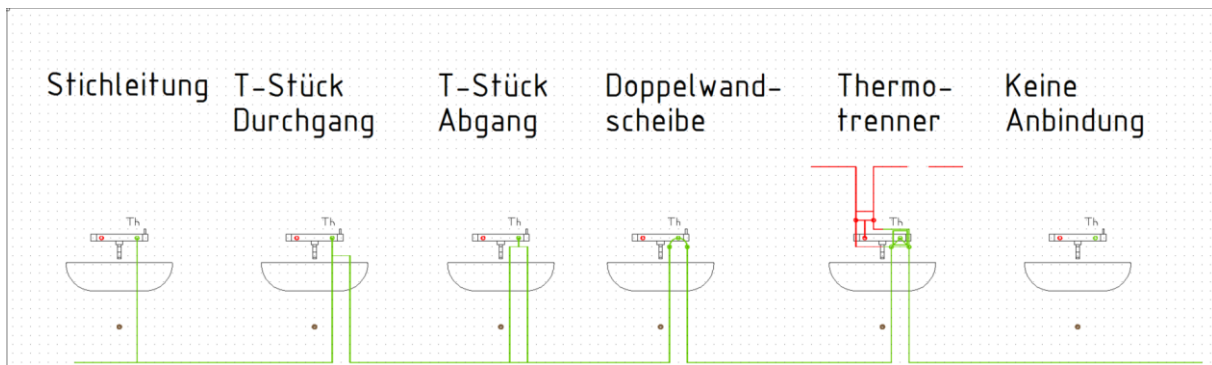 Stichleitung
T-Stück
Durchgang
T-Stück
Abgang
Doppelwand-
scheibe
Thermo-
trenner
Keine
Anbindung
Th
Th
Th
Th
Th
Th